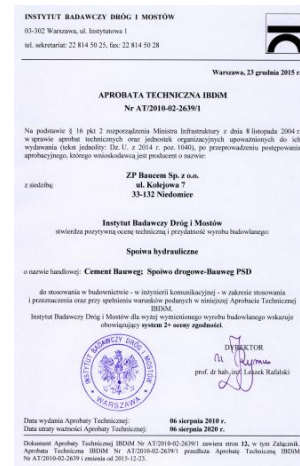 INSTYTUT BADAWCZY DRÓG I MOSTÓW
03-302 Warszawa, ul. Instytutowa 1
tel. sekretariat: 22 814 50 25, fax: 22 814 50 28
Warszawa, 23 grudnia 2015 r.
APROBATA TECHNICZNA IBDiM
Nr AT/2010-02-2639/1
Na podstawie § 16 pkt 2 rozporządzenia Ministra Infrastruktury z dnia 8 listopada 2004 r.
w sprawie aprobat technicznych oraz jednostek organizacyjnych upoważnionych do ich
wydawania (tekst jednolity: Dz. U. z 2014 r. poz. 1040), po przeprowadzeniu postępowania
aprobacyjnego, którego wnioskodawcą jest producent o nazwie:
ZP Baucem Sp. z o.o.
z siedzibą: ul. Kolejowa 7
33-132 Niedomice
Instytut Badawczy Dróg i Mostów
stwierdza pozytywną ocenę techniczną i przydatność wyrobu budowlanego:
Spoiwa hydrauliczne
o nazwie handlowej: Cement Bauweg; Spoiwo drogowe-Bauweg PSD
do stosowania w budownictwie - w inżynierii komunikacyjnej - w zakresie stosowania
i przeznaczenia oraz przy spełnieniu warunków podanych w niniejszej Aprobacie Technicznej
IBDiM.
Instytut Badawczy Dróg i Mostów dla wyżej wymienionego wyrobu budowlanego wskazuje
obowiązujący system 2+ oceny zgodności.
INSTYTUT BADAWCZY DRÓG I MOSTÓW
WARSZAWA
DYREKTOR
prof. dr hab. inż. Leszek Rafalski
Data wydania Aprobaty Technicznej: 06 sierpnia 2010 r.
Data utraty ważności Aprobaty Technicznej: 06 sierpnia 2020 r.
Dokument Aprobaty Technicznej IBDiM Nr AT/2010-02-2639/1 zawiera stron 12, w tym Załącznik.
Aprobata Techniczna IBDiM Nr AT/2010-02-2639/1 przedłuża Aprobatę Techniczną IBDiM
Nr AT/2010-02-2639 i zmienia od 2015-12-23.